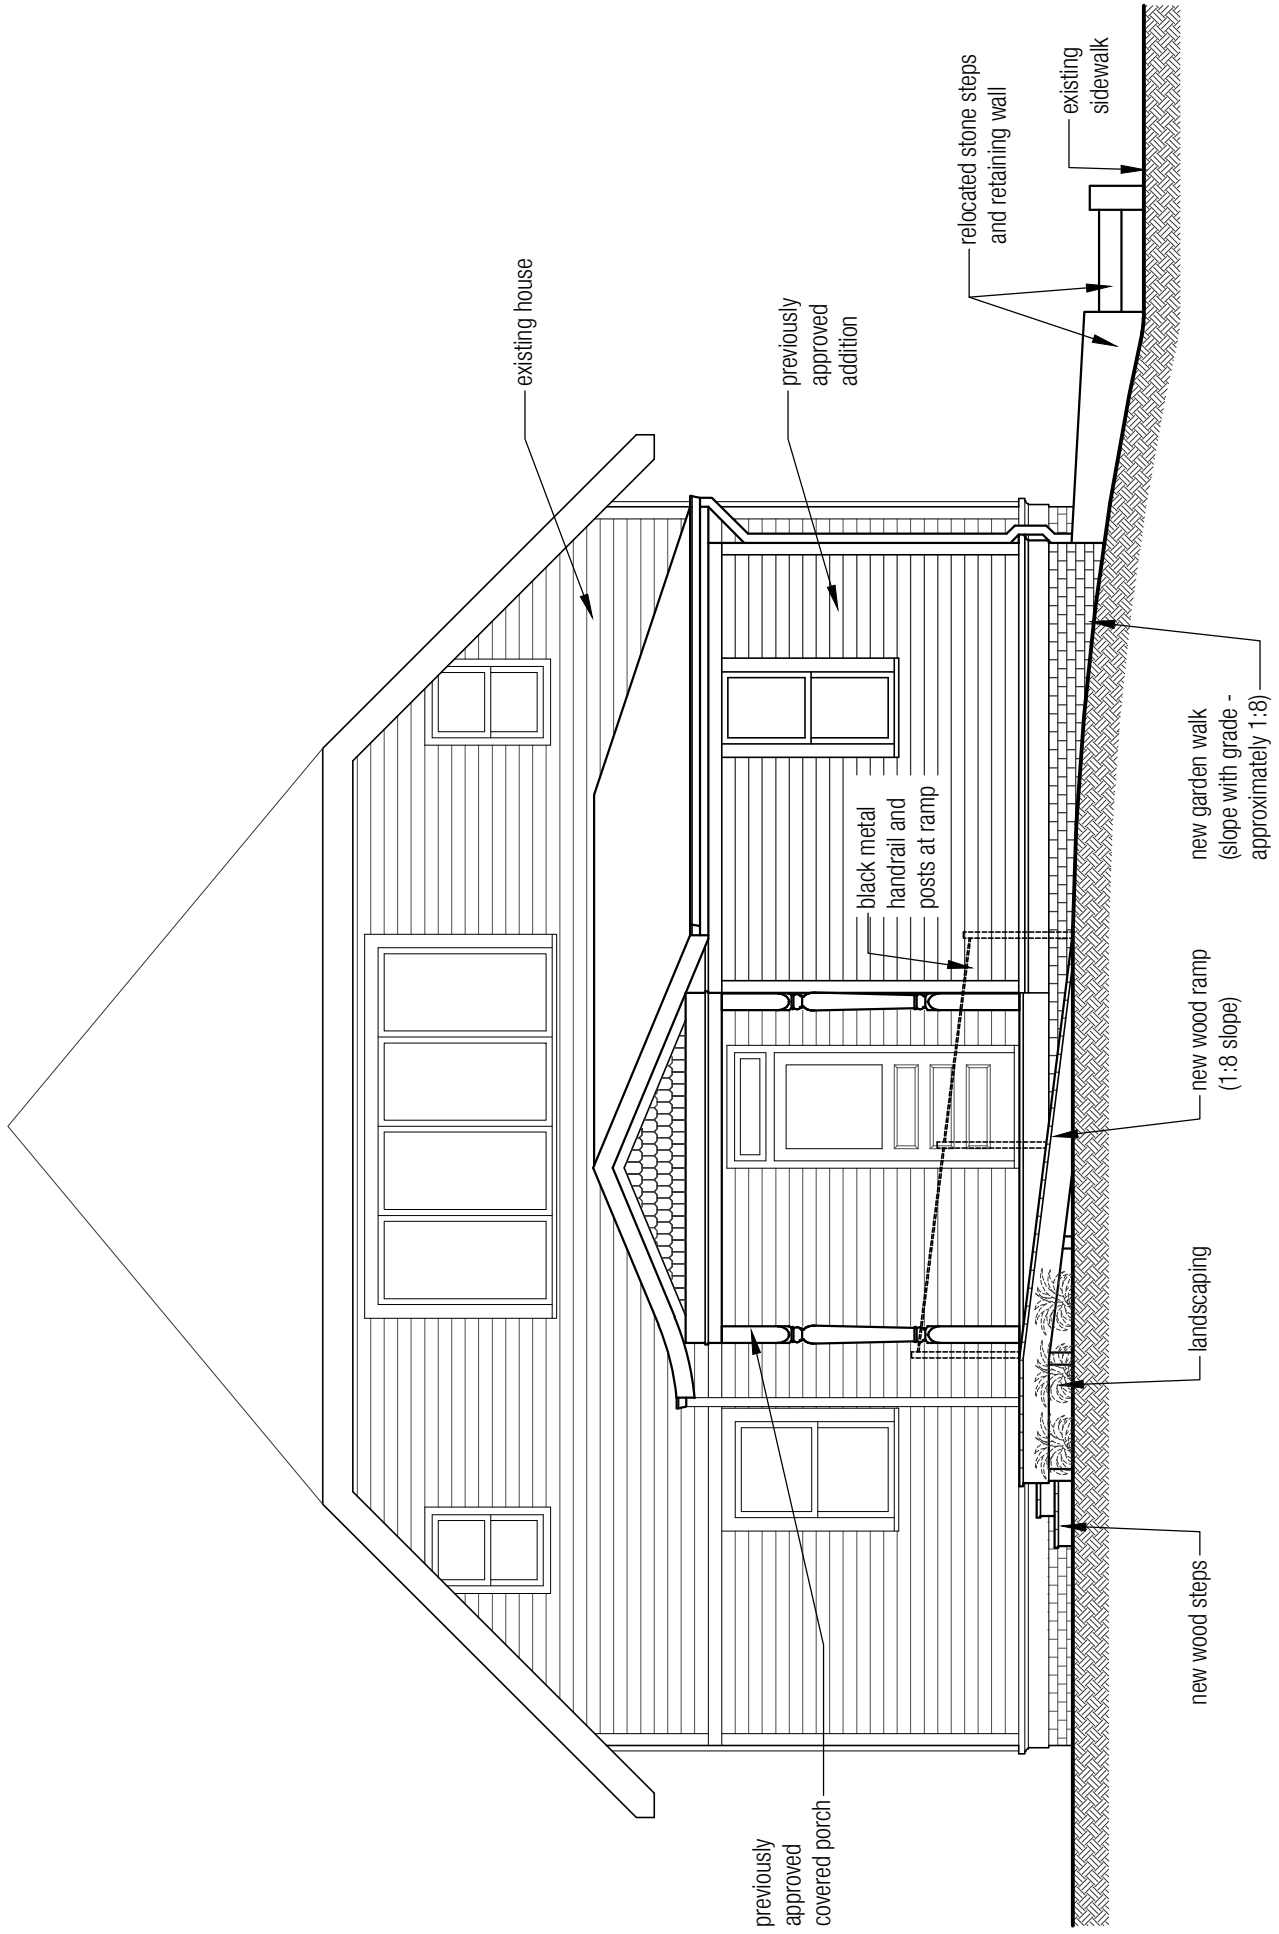 existing house
previously
approved
addition
relocated stone steps
and retaining wall
existing
sidewalk
black metal
handrail and
posts at ramp
previously
approved
covered porch
new wood steps
landscaping
new wood ramp
(1:8 slope)
new garden walk
(slope with grade -
approximately 1:8)